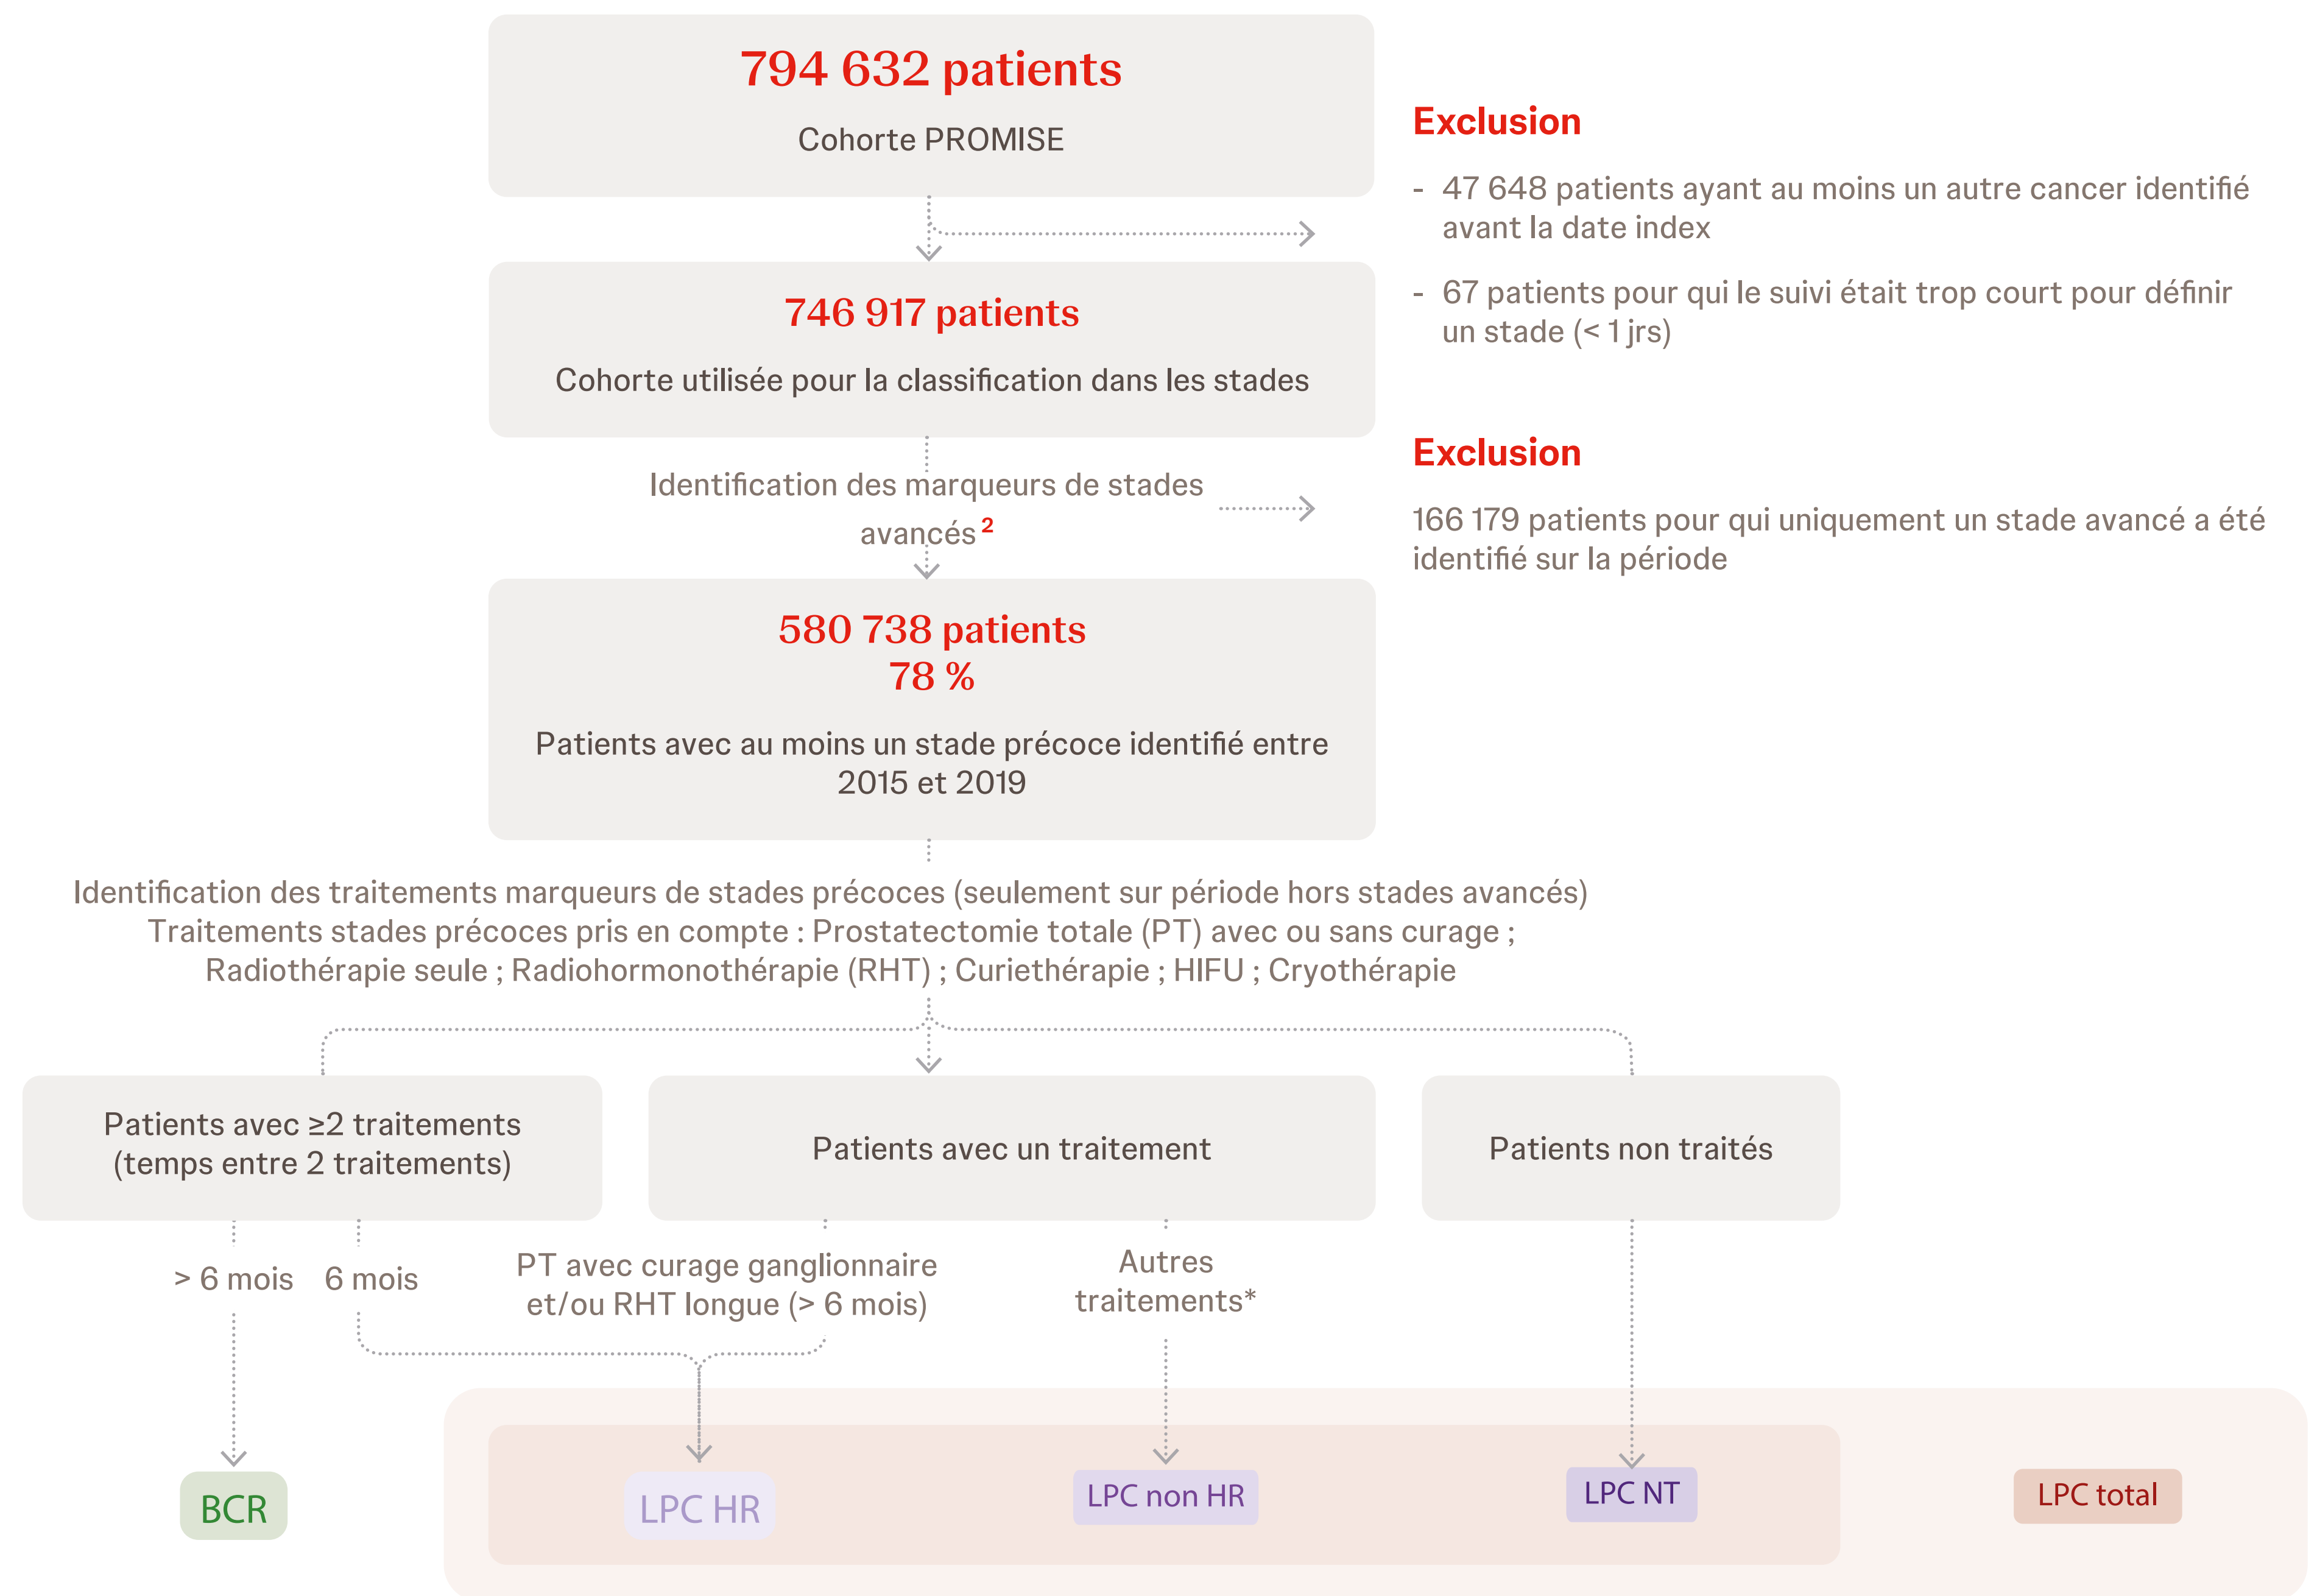 794 632 patients
Cohorte PROMISE
Exclusion
- 47 648 patients ayant au moins un autre cancer identifié
avant la date index
- 67 patients pour qui le suivi était trop court pour définir
un stade (< 1 jrs)
746 917 patients
Cohorte utilisée pour la classification dans les stades
Exclusion
166 179 patients pour qui uniquement un stade avancé a été
identifié sur la période
Identification des marqueurs de stades
avancés 2
580 738 patients
78 %
Patients avec au moins un stade précoce identifié entre
2015 et 2019
Identification des traitements marqueurs de stades précoces (seulement sur période hors stades avancés)
Traitements stades précoces pris en compte : Prostatectomie totale (PT) avec ou sans curage ;
Radiothérapie seule ; Radiohormonothérapie (RHT) ; Curiethérapie ; HIFU ; Cryothérapie
Patients avec ≥2 traitements
(temps entre 2 traitements)
Patients avec un traitement
Patients non traités
> 6 mois
6 mois
PT avec curage ganglionnaire
et/ou RHT longue (> 6 mois)
Autres
traitements*
BCR
LPC HR
LPC non HR
LPC NT
LPC total